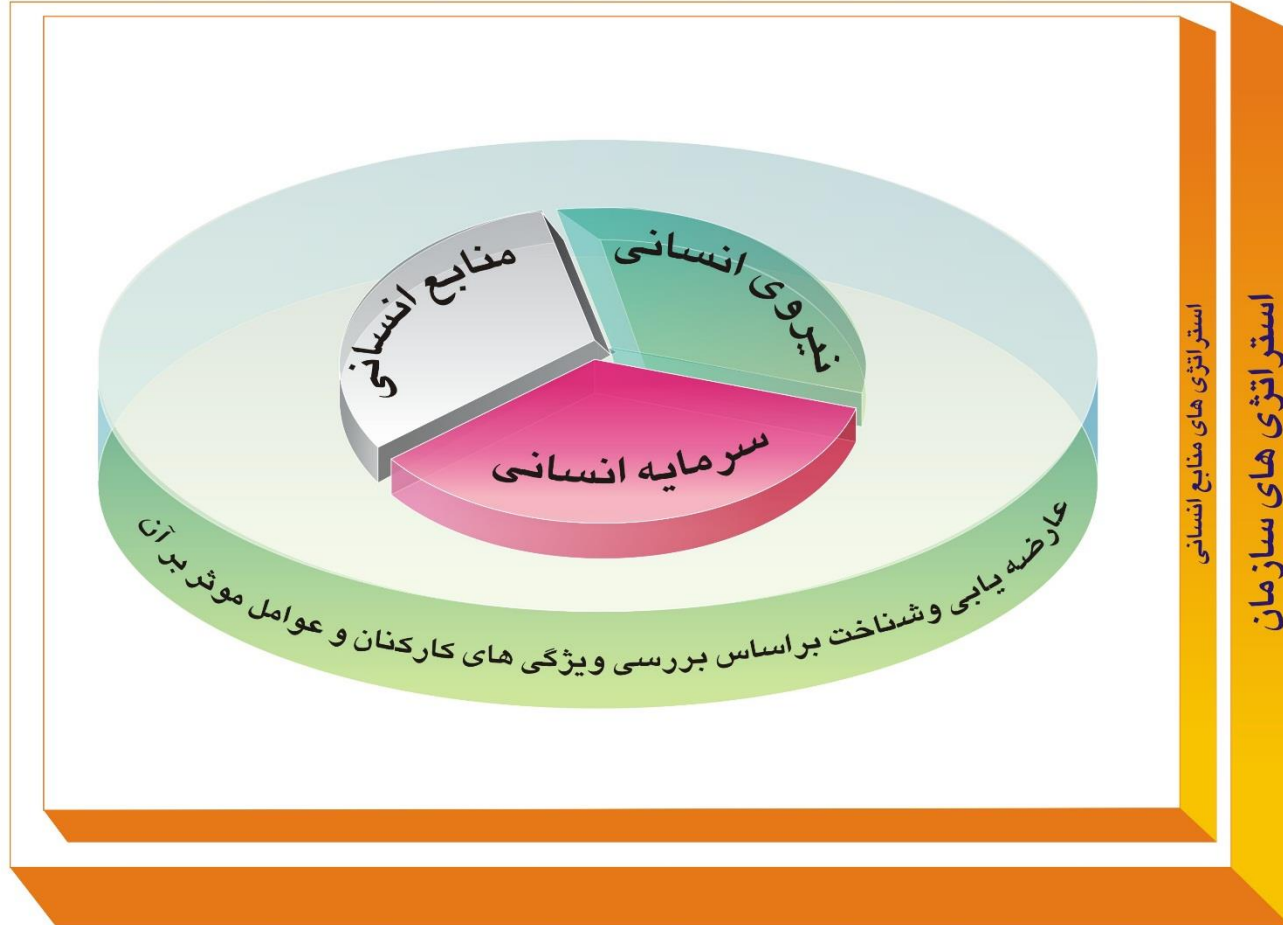 استراتژی های سازمان
استراتژی های منابع انسانی
نیروی انسانی
منابع انسانی
سرمایه انسانی
عارضه یابی وشناخت براساس بررسی ویژگی های کارکنان و عوامل موثر بر آن